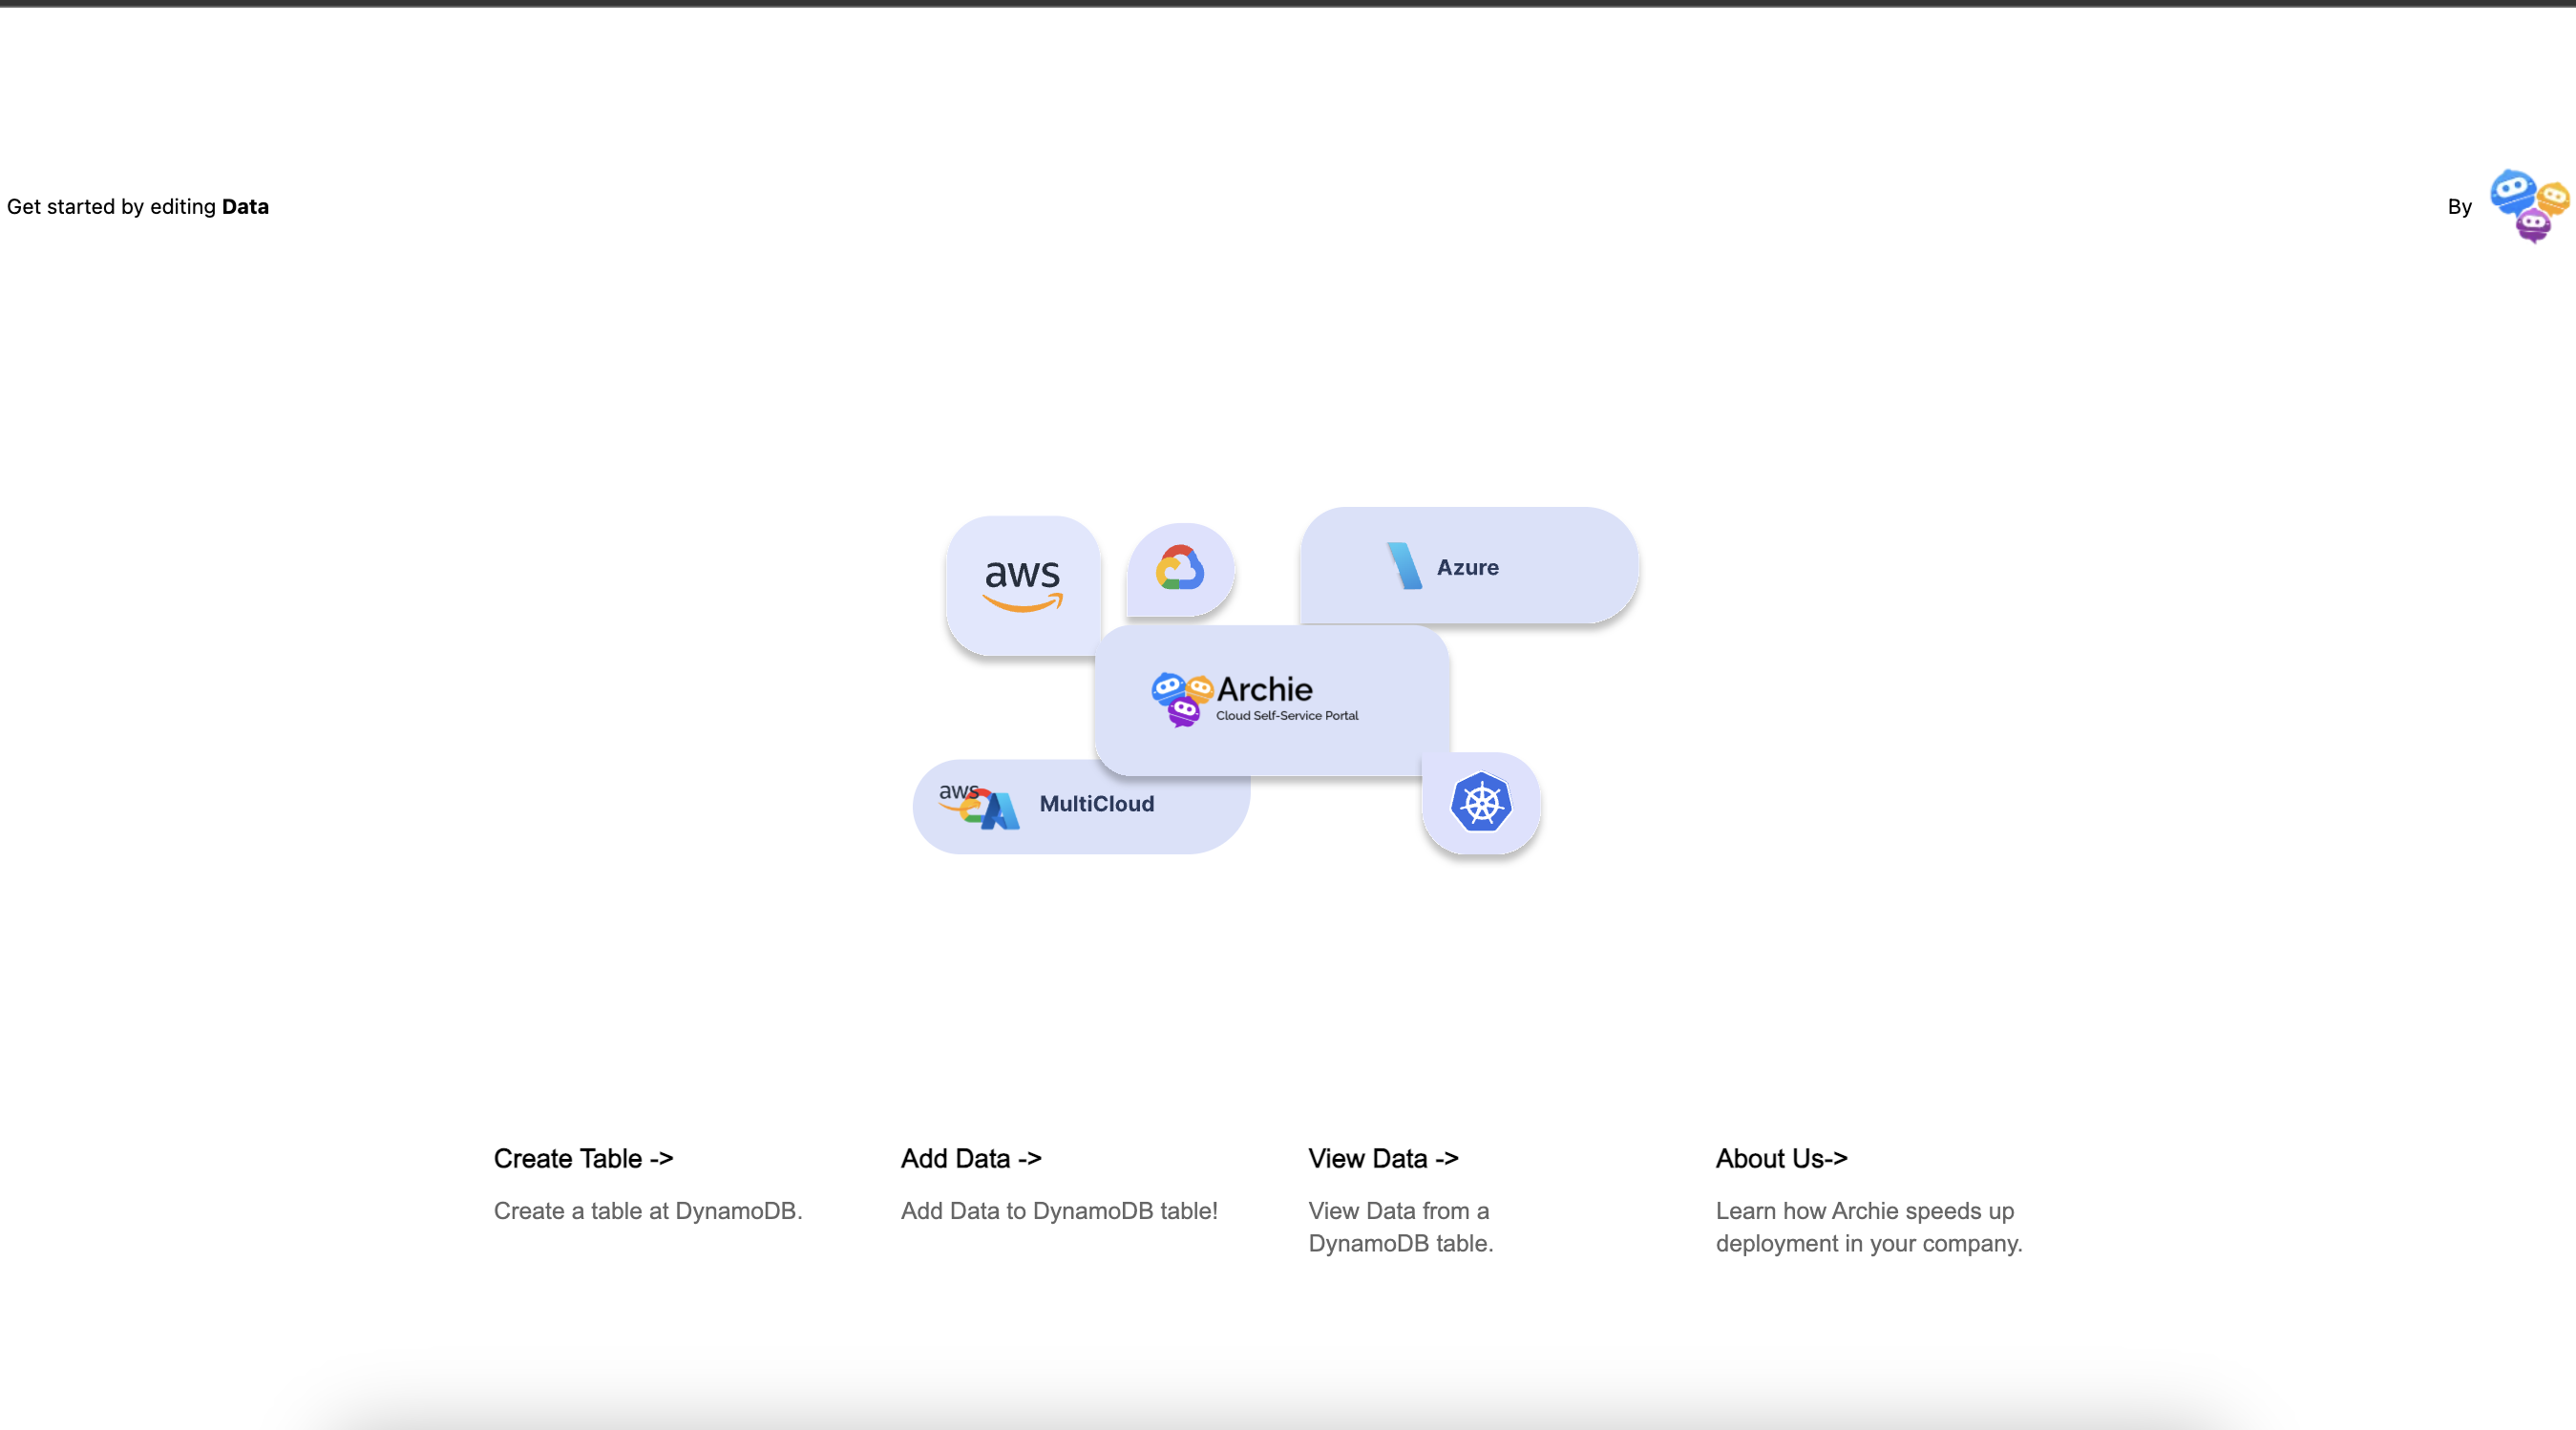 Get started by editing Data
By
aws
Azure
Archie
Cloud Self-Service Portal
aws
MultiCloud
Create Table ->
Create a table at DynamoDB.
Add Data ->
Add Data to DynamoDB table!
View Data ->
View Data from a
DynamoDB table.
About Us->
Learn how Archie speeds up
deployment in your company.